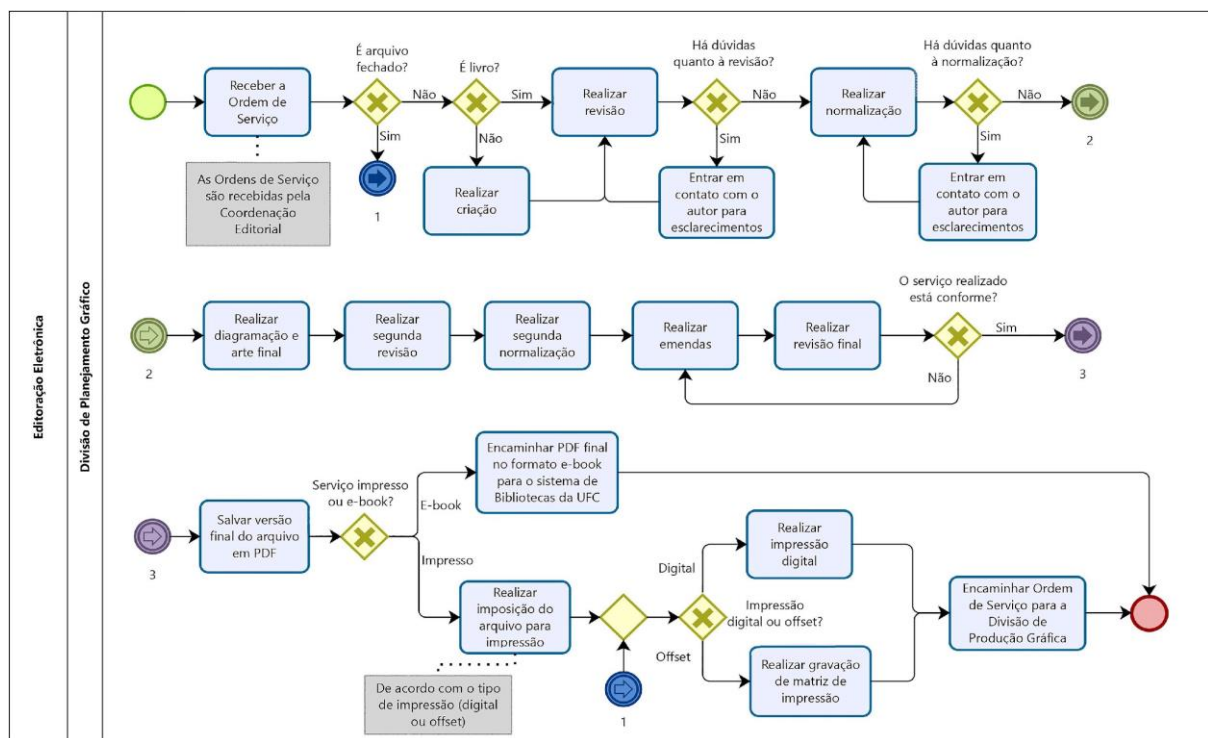 Editoração Eletrônica
Divisão de Planejamento Gráfico
Receber a
Ordem de
Serviço
As Ordens de Serviço
são recebidas pela
Coordenação
Editorial
É arquivo
fechado?
Não
Sim
1
É livro?
Sim
Não
Realizar
criação
Realizar
revisão
Há dúvidas
quanto à revisão?
Não
Sim
Entrar em
contato com o
autor para
esclarecimentos
Realizar
normalização
Há dúvidas quanto
à normalização?
Não
Sim
Entrar em
contato com o
autor para
esclarecimentos
2
2
Realizar
diagramação e
arte final
Realizar
segunda
revisão
Realizar
segunda
normalização
Realizar
emendas
Realizar
revisão final
O serviço realizado
está conforme?
Sim
Não
3
3
Salvar versão
final do arquivo
em PDF
Serviço impresso
ou e-book?
E-book
Impresso
Encaminhar PDF final
no formato e-book
para o sistema de
Bibliotecas da UFC
Realizar
imposição do
arquivo para
impressão
De acordo com o tipo
de impressão (digital
ou offset)
1
Digital
Impressão
digital ou offset?
Offset
Realizar
impressão
digital
Realizar gravação
de matriz de
impressão
Encaminhar Ordem
de Serviço para a
Divisão de
Produção Gráfica